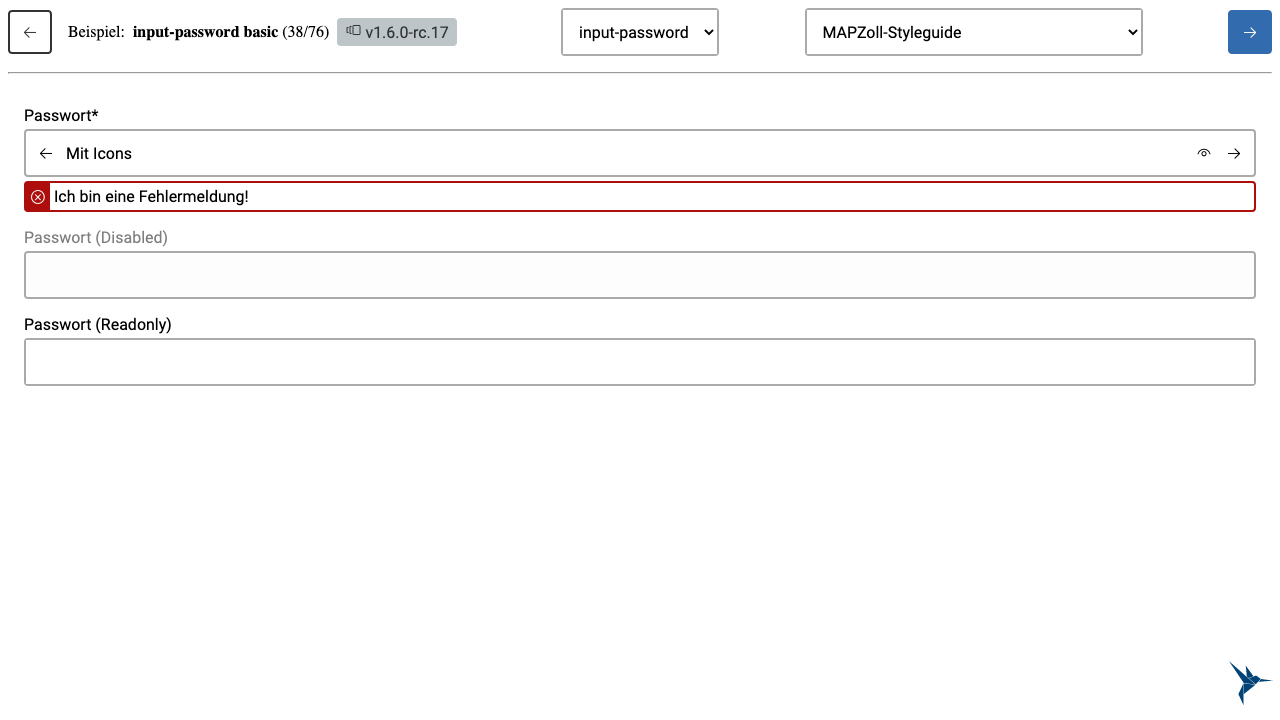 Beispiel: input-password basic (38/76) v1.6.0-rc.17 input-password MAPZoll-Styleguide
Passwort*
Mit Icons
Ich bin eine Fehlermeldung!
Passwort (Disabled)
Passwort (Readonly)